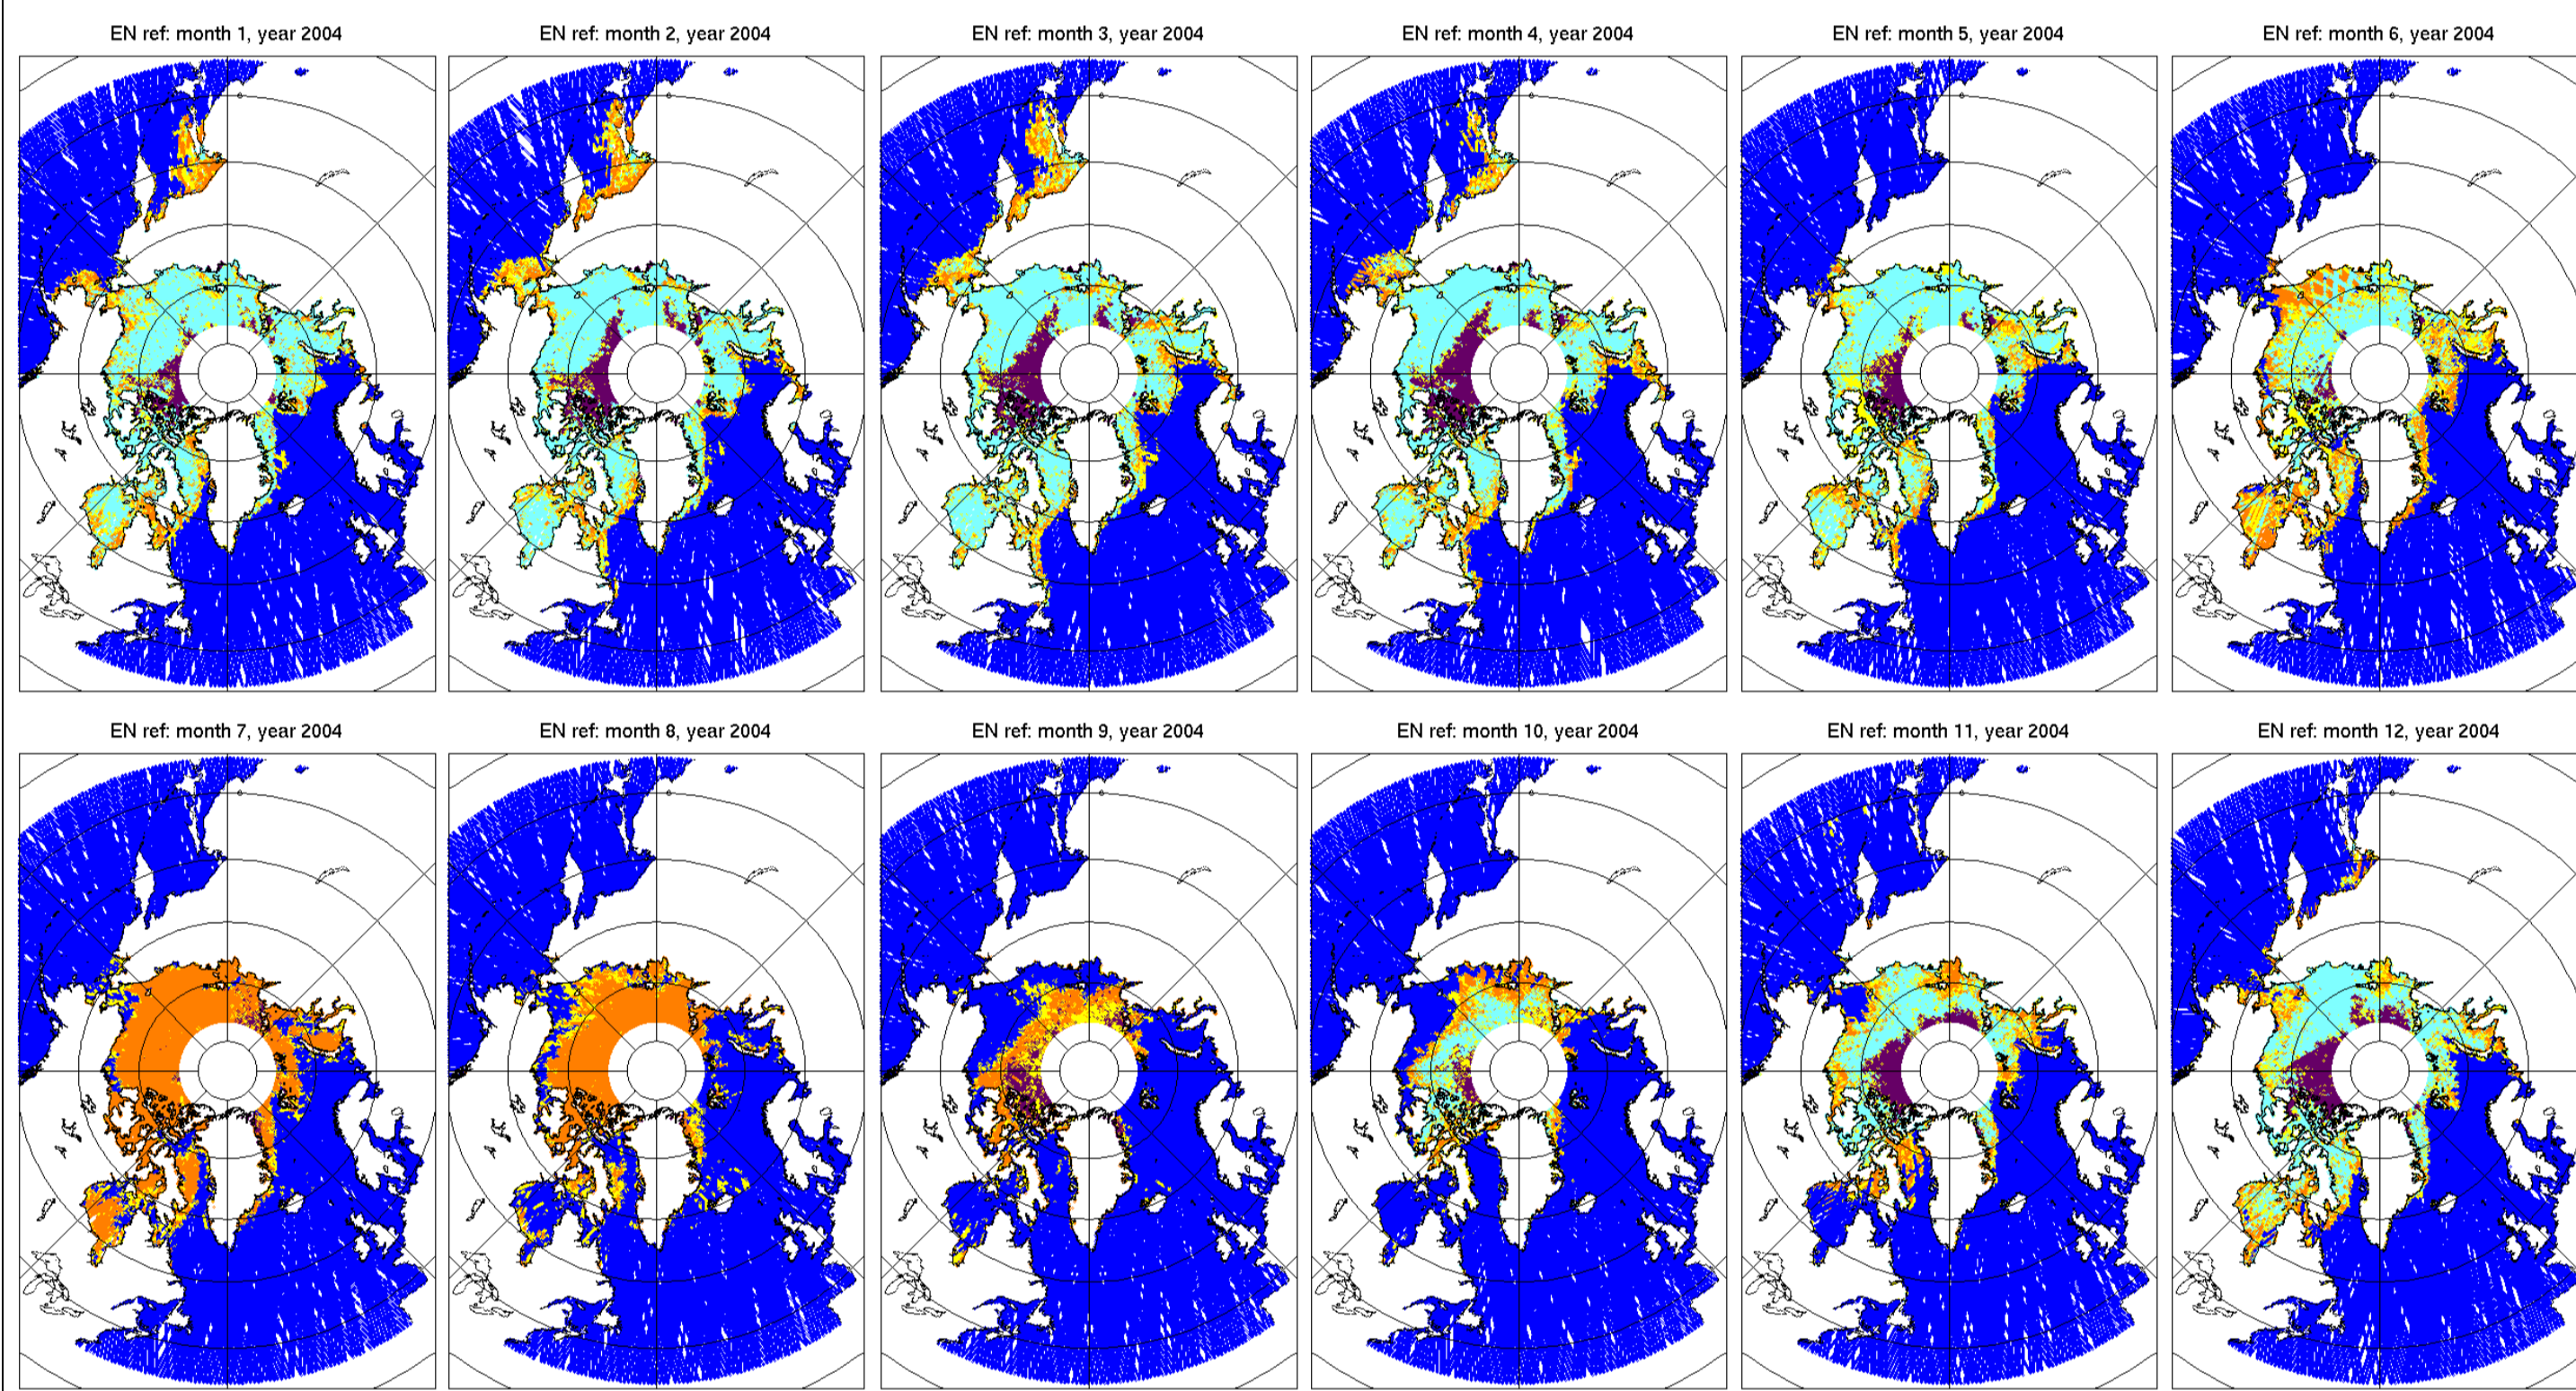 EN ref: month 1, year 2004
EN ref: month 2, year 2004
EN ref: month 3, year 2004
EN ref: month 4, year 2004
EN ref: month 5, year 2004
EN ref: month 6, year 2004
EN ref: month 7, year 2004
EN ref: month 8, year 2004
EN ref: month 9, year 2004
EN ref: month 10, year 2004
EN ref: month 11, year 2004
EN ref: month 12, year 2004